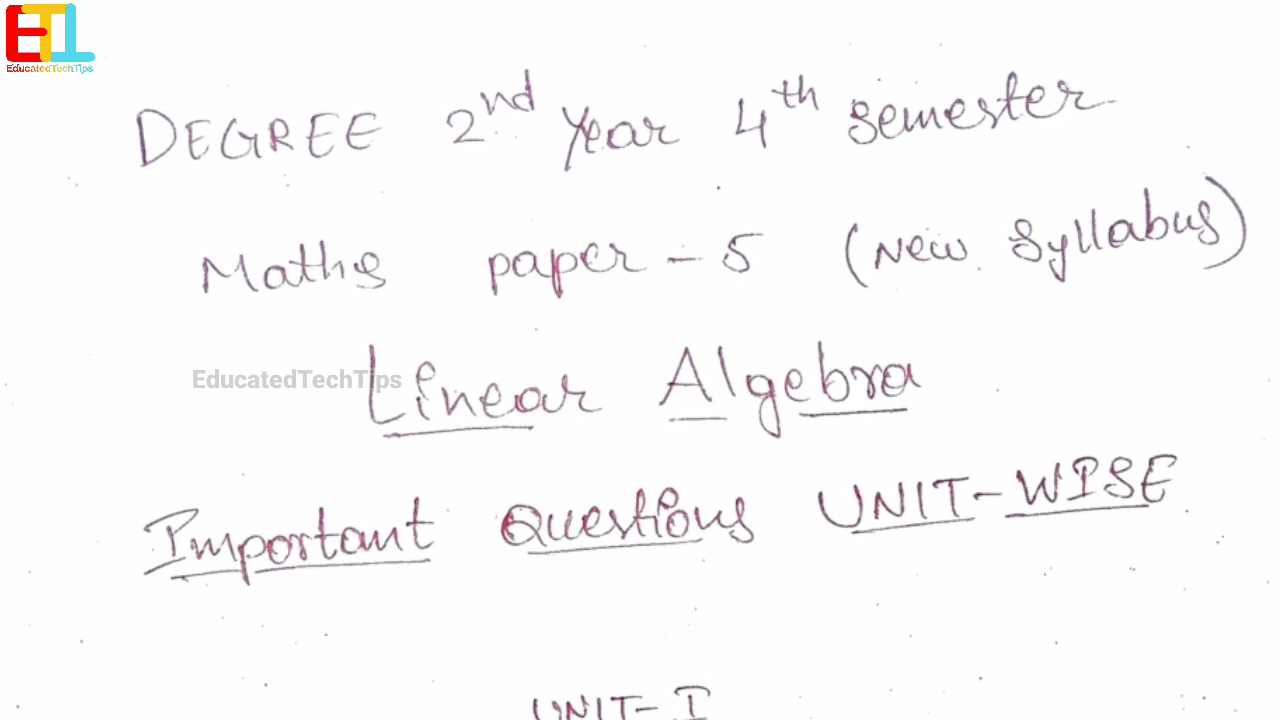 ETL
EducatedTechTips
DEGREE 2nd Year 4th semester
Maths paper - 5 (New Syllabus)
EducatedTechTips
Linear Algebra
Important Questions UNIT-WISE
UNIT-I